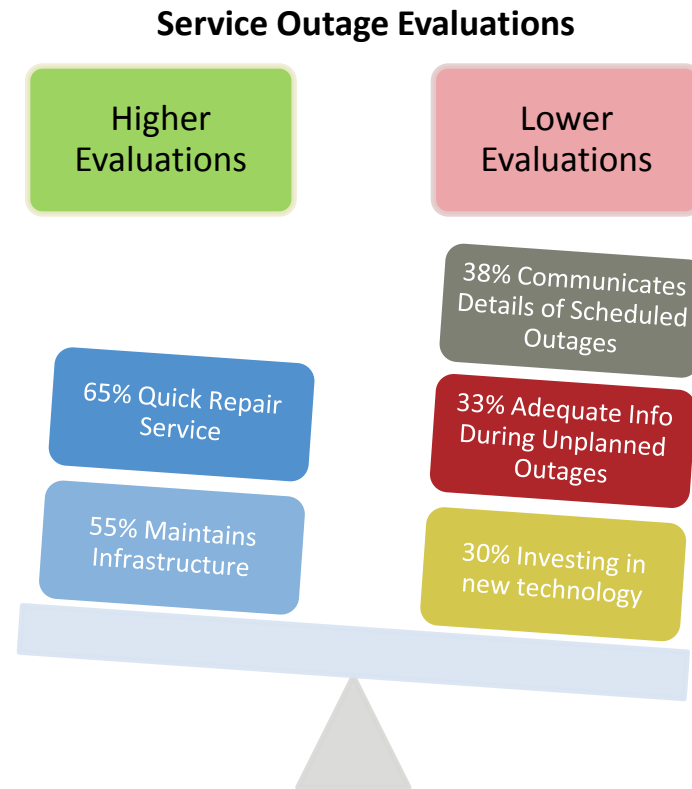 Service Outage Evaluations
Higher
Evaluations
Lower
Evaluations
65% Quick Repair
Service
55% Maintains
Infrastructure
38% Communicates
Details of Scheduled
Outages
33% Adequate Info
During Unplanned
Outages
30% Investing in
new technology